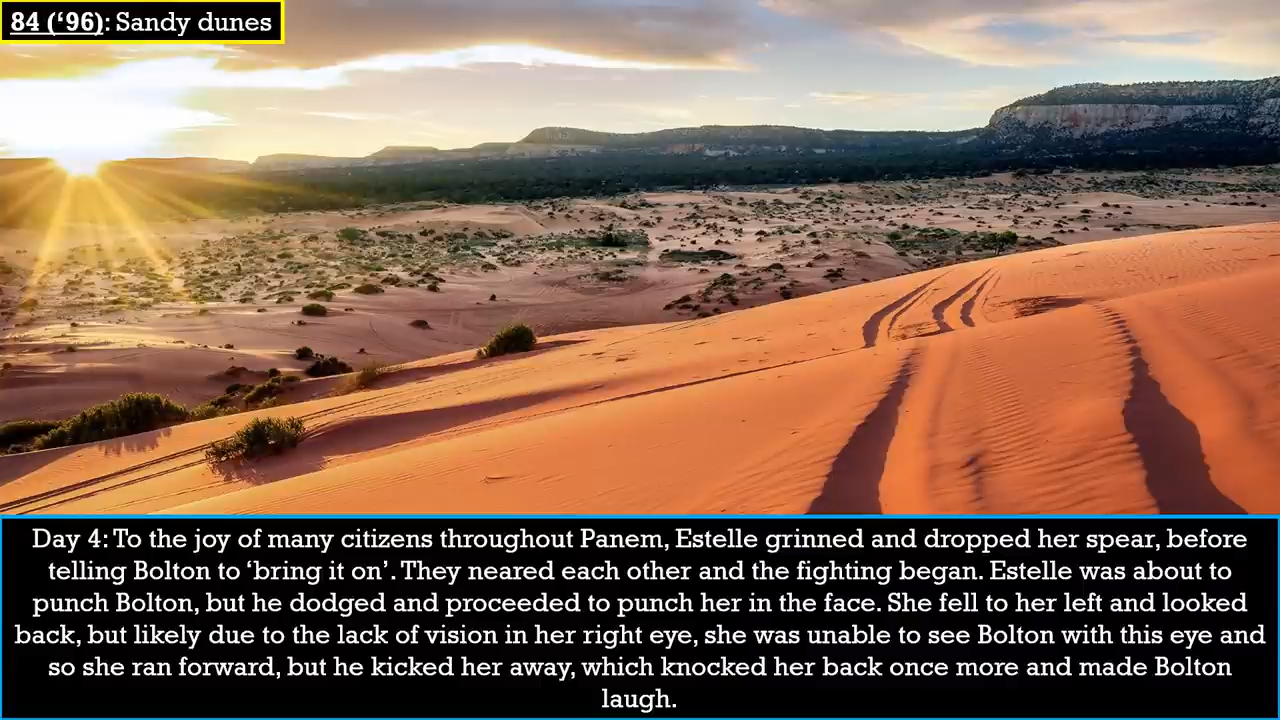 84 (‘96): Sandy dunes
Day 4: To the joy of many citizens throughout Panem, Estelle grinned and dropped her spear, before
telling Bolton to ‘bring it on’. They neared each other and the fighting began. Estelle was about to
punch Bolton, but he dodged and proceeded to punch her in the face. She fell to her left and looked
back, but likely due to the lack of vision in her right eye, she was unable to see Bolton with this eye and
so she ran forward, but he kicked her away, which knocked her back once more and made Bolton
laugh.